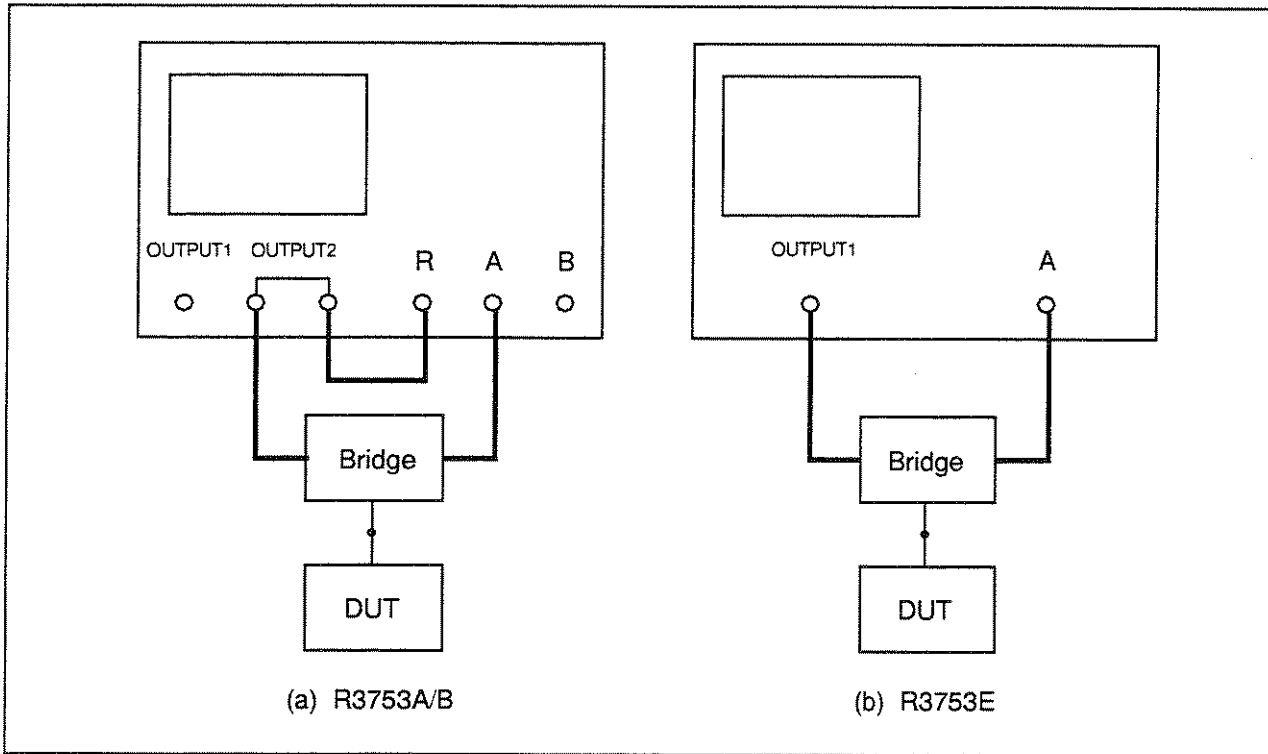 OUTPUT1 OUTPUT2 R A B
Bridge
DUT
(a) R3753A/B
OUTPUT1 A
Bridge
DUT
(b) R3753E